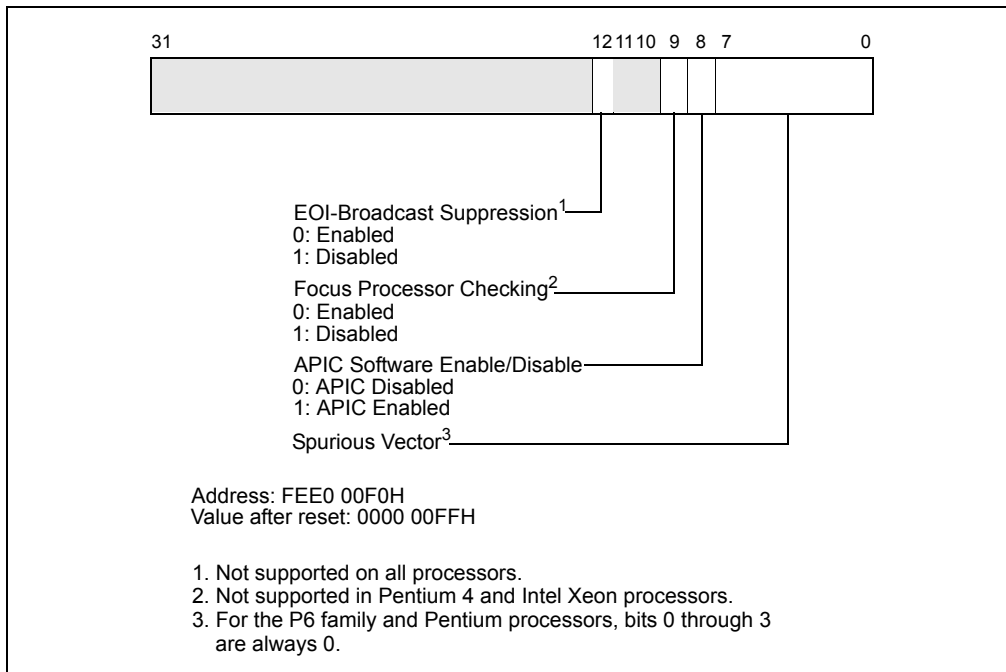 31 12 11 10 9 8 7 0
EOI-Broadcast Suppression1
0: Enabled
1: Disabled
Focus Processor Checking2
0: Enabled
1: Disabled
APIC Software Enable/Disable
0: APIC Disabled
1: APIC Enabled
Spurious Vector3
Address: FEE0 00F0H
Value after reset: 0000 00FFH
1. Not supported on all processors.
2. Not supported in Pentium 4 and Intel Xeon processors.
3. For the P6 family and Pentium processors, bits 0 through 3
are always 0.